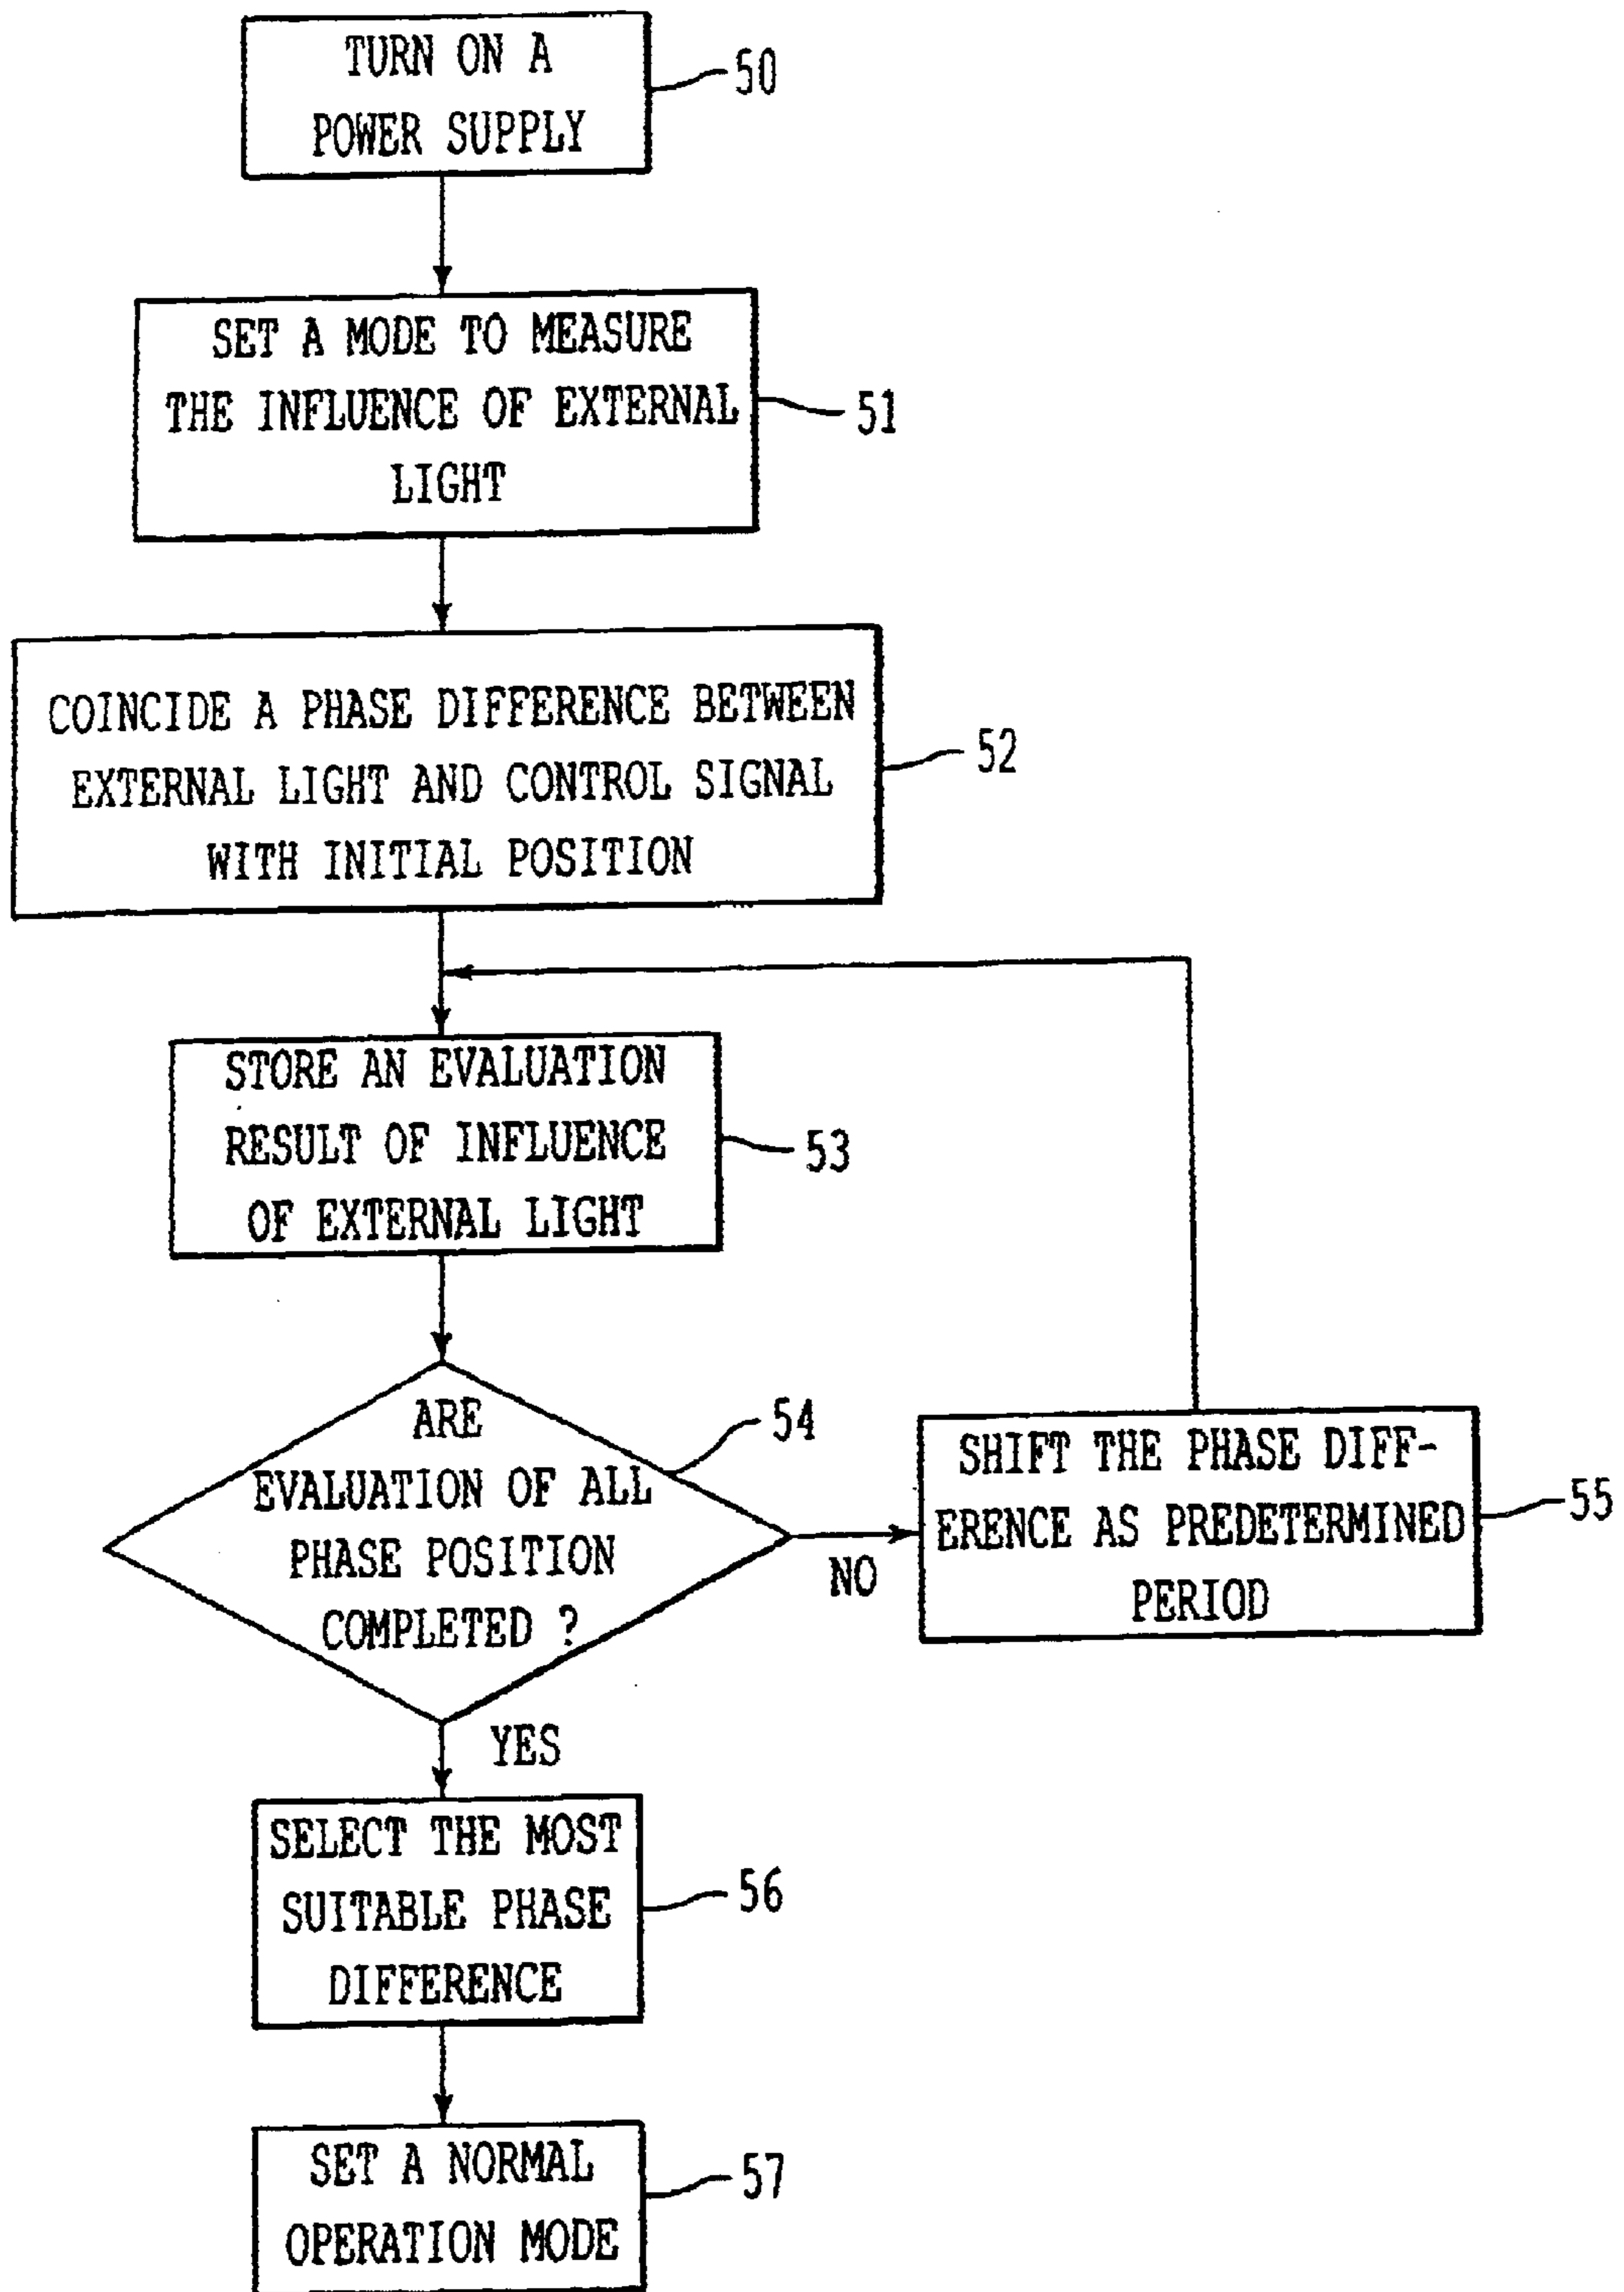 TURN ON A
POWER SUPPLY
50
SET A MODE TO MEASURE
THE INFLUENCE OF EXTERNAL
LIGHT
51
COINCIDE A PHASE DIFFERENCE BETWEEN
EXTERNAL LIGHT AND CONTROL SIGNAL
WITH INITIAL POSITION
52
STORE AN EVALUATION
RESULT OF INFLUENCE
OF EXTERNAL LIGHT
53
ARE
EVALUATION OF ALL
PHASE POSITION
COMPLETED ?
54
NO
SHIFT THE PHASE DIFF-
ERENCE AS PREDETERMINED
PERIOD
55
YES
SELECT THE MOST
SUITABLE PHASE
DIFFERENCE
56
SET A NORMAL
OPERATION MODE
57